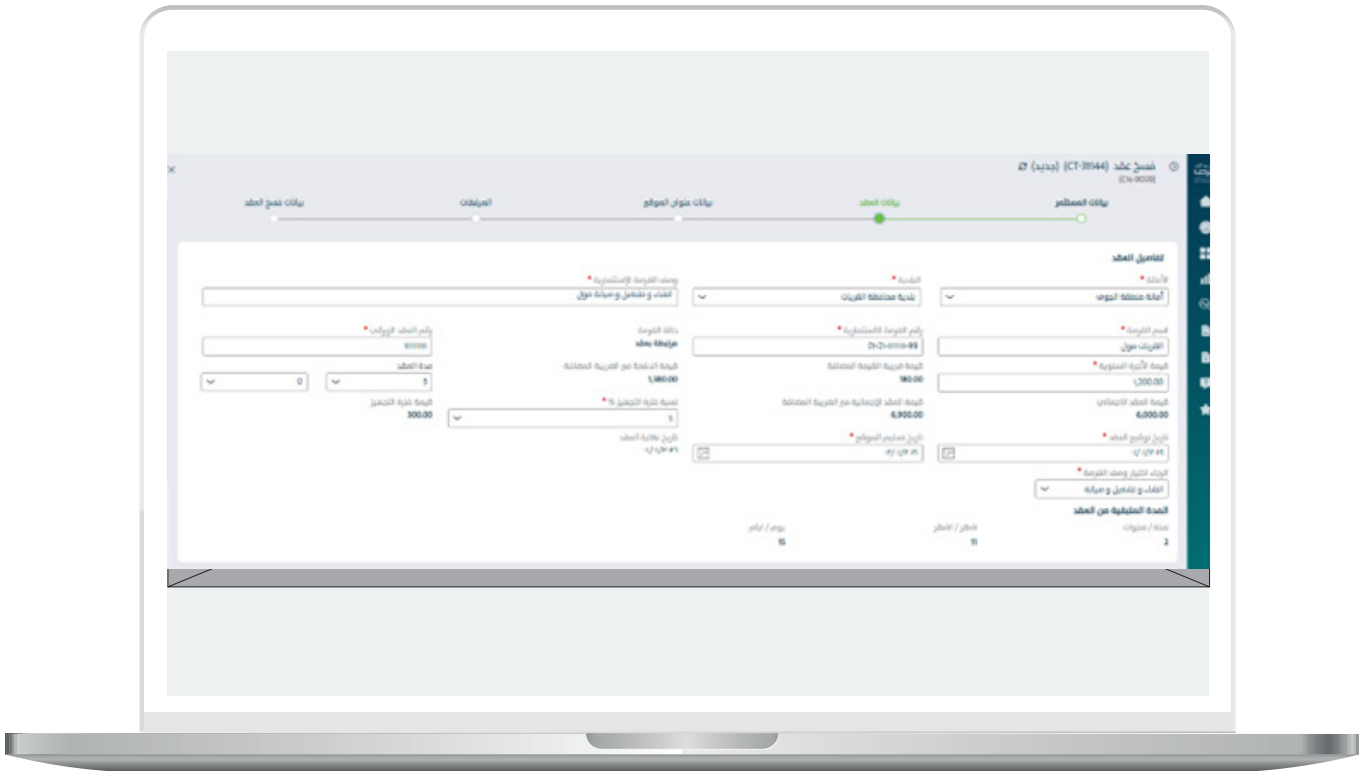 فسخ عقد (CT-31144) (جديد)
بيانات المستثمر
بيانات العقد
بيانات عنوان الموقع
المرفقات
بيانات فسخ العقد
تفاصيل العقد
الأمانة *
البلدية *
وصف الفرصة الإستثمارية *
أمانة منطقة الجوف
بلدية محافظة القريات
انشاء و تشغيل و صيانة مول
اسم الفرصة *
رقم الفرصة الاستثمارية *
حالة الفرصة
رقم العقد الورقي *
القريات مول
مرتبطة بعقد
قيمة الأجرة السنوية *
قيمة ضريبة القيمة المضافة
قيمة الدفعة مع الضريبة المضافة
مدة العقد
1,200.00
180.00
1,380.00
0
قيمة العقد الاجمالي
قيمة العقد الإجمالية مع الضريبة المضافة
نسبة فترة التجهيز % *
قيمة فترة التجهيز
6,000.00
6,900.00
5
300.00
تاريخ توقيع العقد *
تاريخ تسليم الموقع *
تاريخ نهاية العقد
الرجاء اختيار وصف الفرصة *
انشاء و تشغيل و صيانة
المدة المتبقية من العقد
سنة / سنوات
شهر / أشهر
يوم / ايام
2
11
15